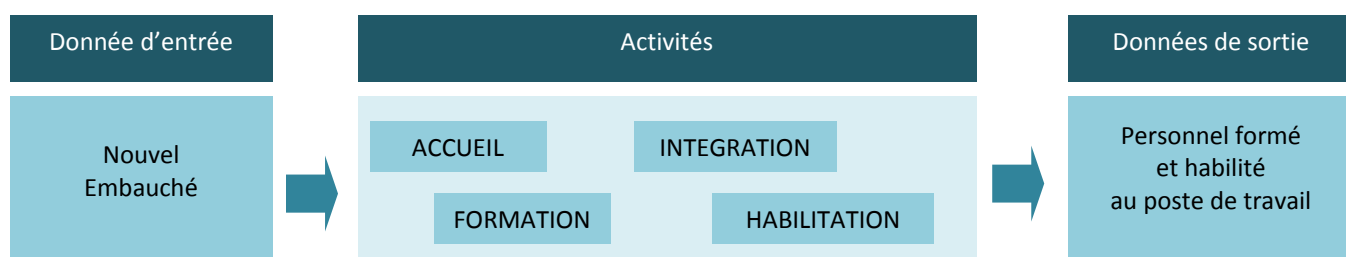 Donnée d’entrée
Activités
Données de sortie
Nouvel
Embauché
ACCUEIL
INTEGRATION
FORMATION
HABILITATION
Personnel formé
et habilité
au poste de travail